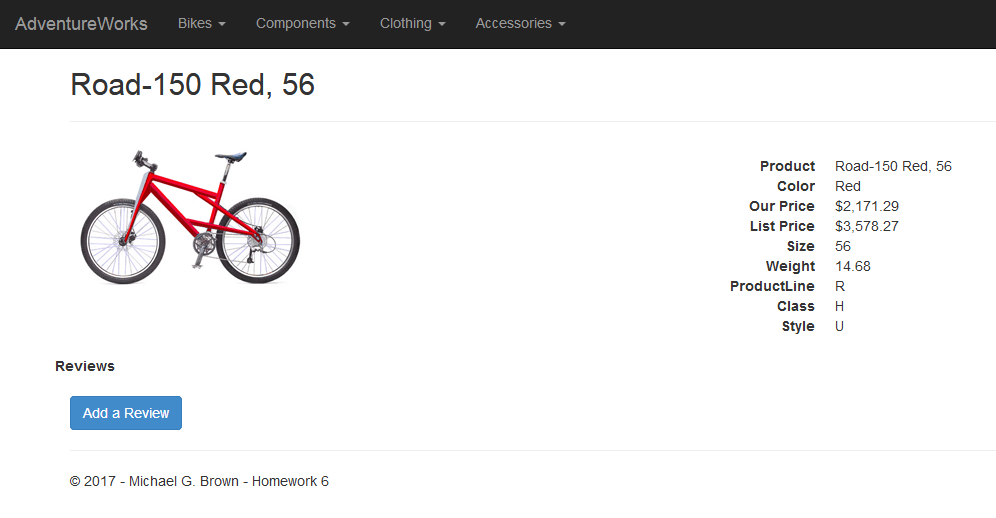 AdventureWorks Bikes Components Clothing Accessories
Road-150 Red, 56
Product Road-150 Red, 56
Color Red
Our Price $2,171.29
List Price $3,578.27
Size 56
Weight 14.68
ProductLine R
Class H
Style U
Reviews
Add a Review
© 2017 - Michael G. Brown - Homework 6